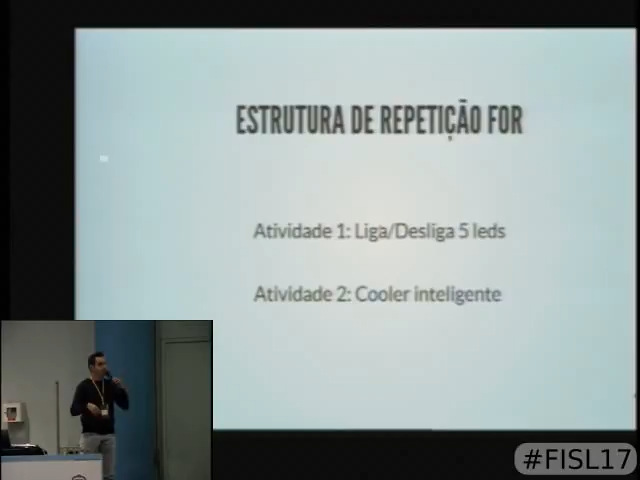 ESTRUTURA DE REPETIÇÃO FOR
Atividade 1: Liga/Desliga 5 leds
Atividade 2: Cooler inteligente
#FISL17